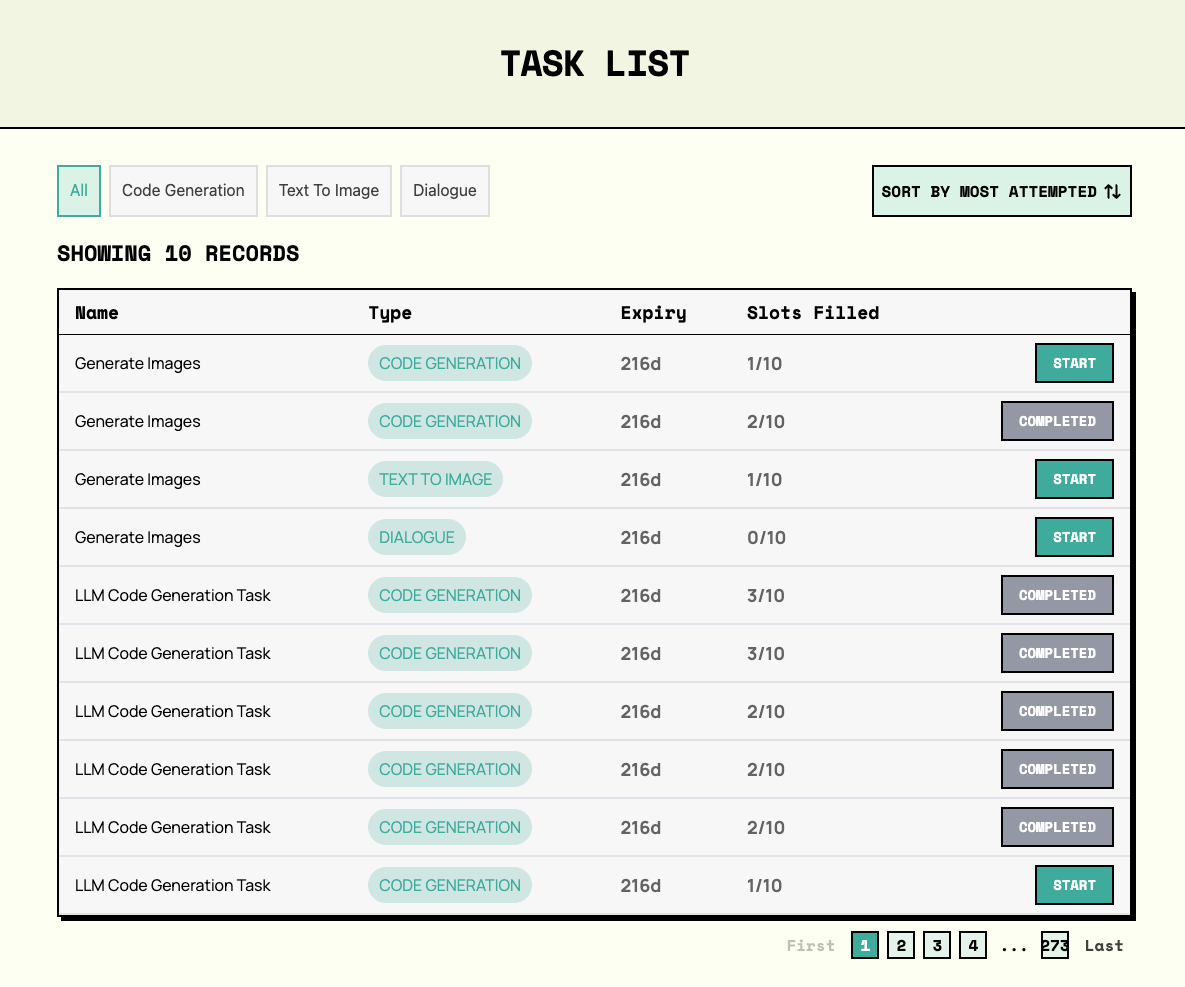 TASK LIST
All Code Generation Text To Image Dialogue SORT BY MOST ATTEMPTED
SHOWING 10 RECORDS
Name Type Expiry Slots Filled
Generate Images CODE GENERATION 216d 1/10 START
Generate Images CODE GENERATION 216d 2/10 COMPLETED
Generate Images TEXT TO IMAGE 216d 1/10 START
Generate Images DIALOGUE 216d 0/10 START
LLM Code Generation Task CODE GENERATION 216d 3/10 COMPLETED
LLM Code Generation Task CODE GENERATION 216d 3/10 COMPLETED
LLM Code Generation Task CODE GENERATION 216d 2/10 COMPLETED
LLM Code Generation Task CODE GENERATION 216d 2/10 COMPLETED
LLM Code Generation Task CODE GENERATION 216d 2/10 COMPLETED
LLM Code Generation Task CODE GENERATION 216d 1/10 START
First 1 2 3 4 ... 273 Last